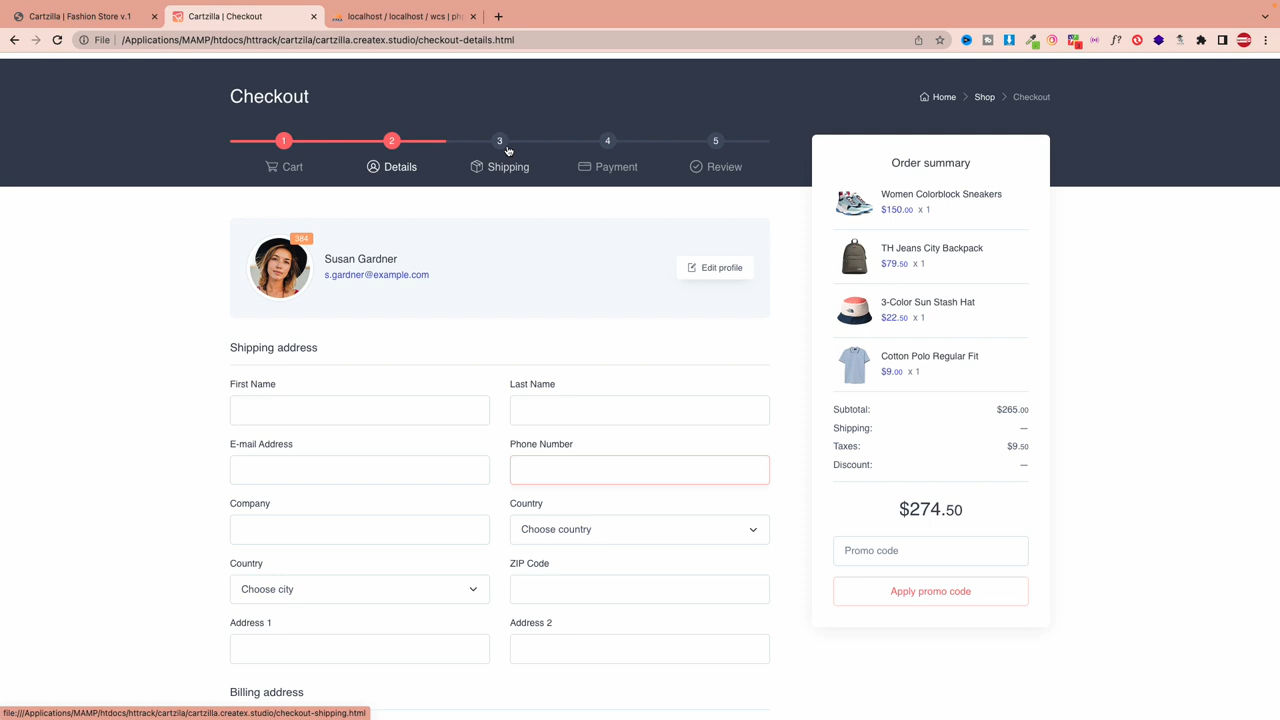 Cartzilla | Fashion Store v.1
Cartzilla | Checkout
localhost / localhost / wcs | ph
File
/Applications/MAMP/htdocs/httrack/cartzila/cartzilla.createx.studio/checkout-details.html
Checkout
Home
Shop
Checkout
1
2
3
4
5
Cart
Details
Shipping
Payment
Review
384
Susan Gardner
s.gardner@example.com
Edit profile
Shipping address
First Name
Last Name
E-mail Address
Phone Number
Company
Country
Choose country
Country
ZIP Code
Choose city
Address 1
Address 2
Billing address
Order summary
Women Colorblock Sneakers
$150.00 x 1
TH Jeans City Backpack
$79.50 x 1
3-Color Sun Stash Hat
$22.50 x 1
Cotton Polo Regular Fit
$9.00 x 1
Subtotal: $265.00
Shipping: —
Taxes: $9.50
Discount: —
$274.50
Promo code
Apply promo code
file:///Applications/MAMP/htdocs/httrack/cartzila/cartzilla.createx.studio/checkout-shipping.html